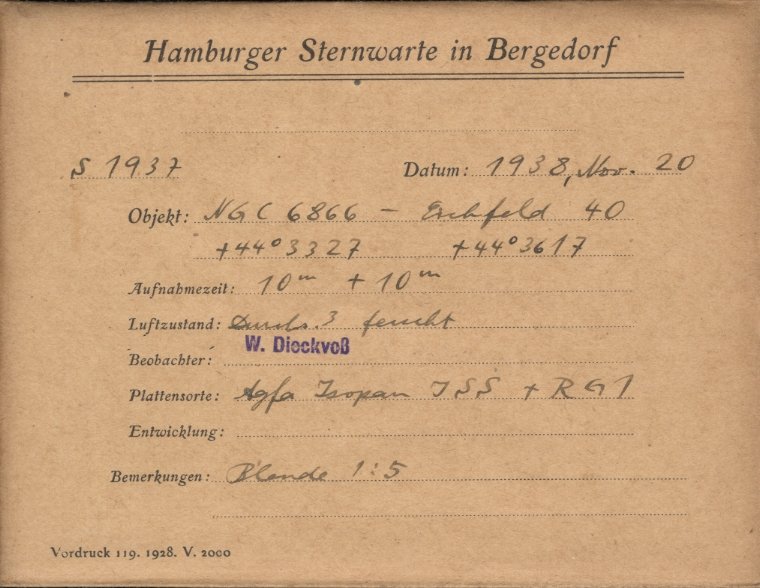 Hamburger Sternwarte in Bergedorf
S 1937 Datum: 1938, Nov. 20
Objekt: NGC 6866 – Eichfeld 40
+44° 3327 +44° 3617
Aufnahmezeit: 10ᵐ + 10ᵐ
Luftzustand: Durchs. 3 feucht
W. Dieckvoß
Beobachter:
Plattensorte: Agfa Isopan ISS + RG1
Entwicklung:
Bemerkungen: Blende 1:5
Vordruck 119. 1928. V. 2000